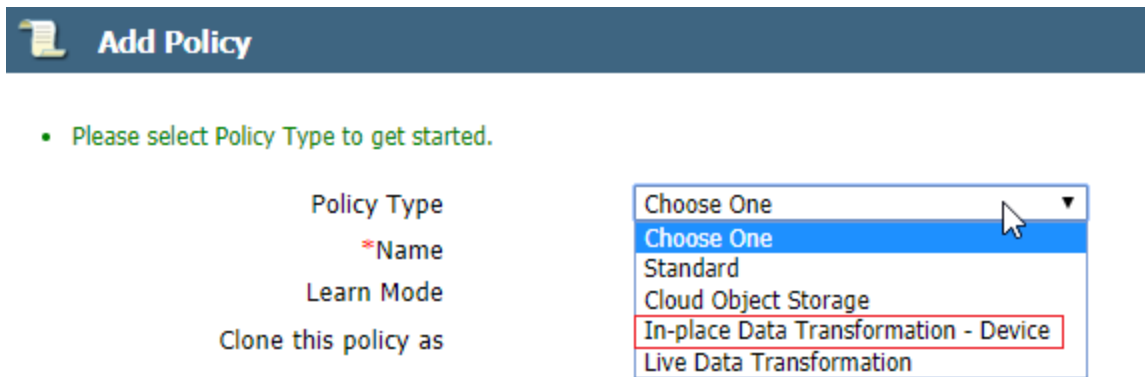 Add Policy
• Please select Policy Type to get started.
Policy Type Choose One
Choose One
*Name
Standard
Learn Mode
Cloud Object Storage
In-place Data Transformation - Device
Clone this policy as
Live Data Transformation